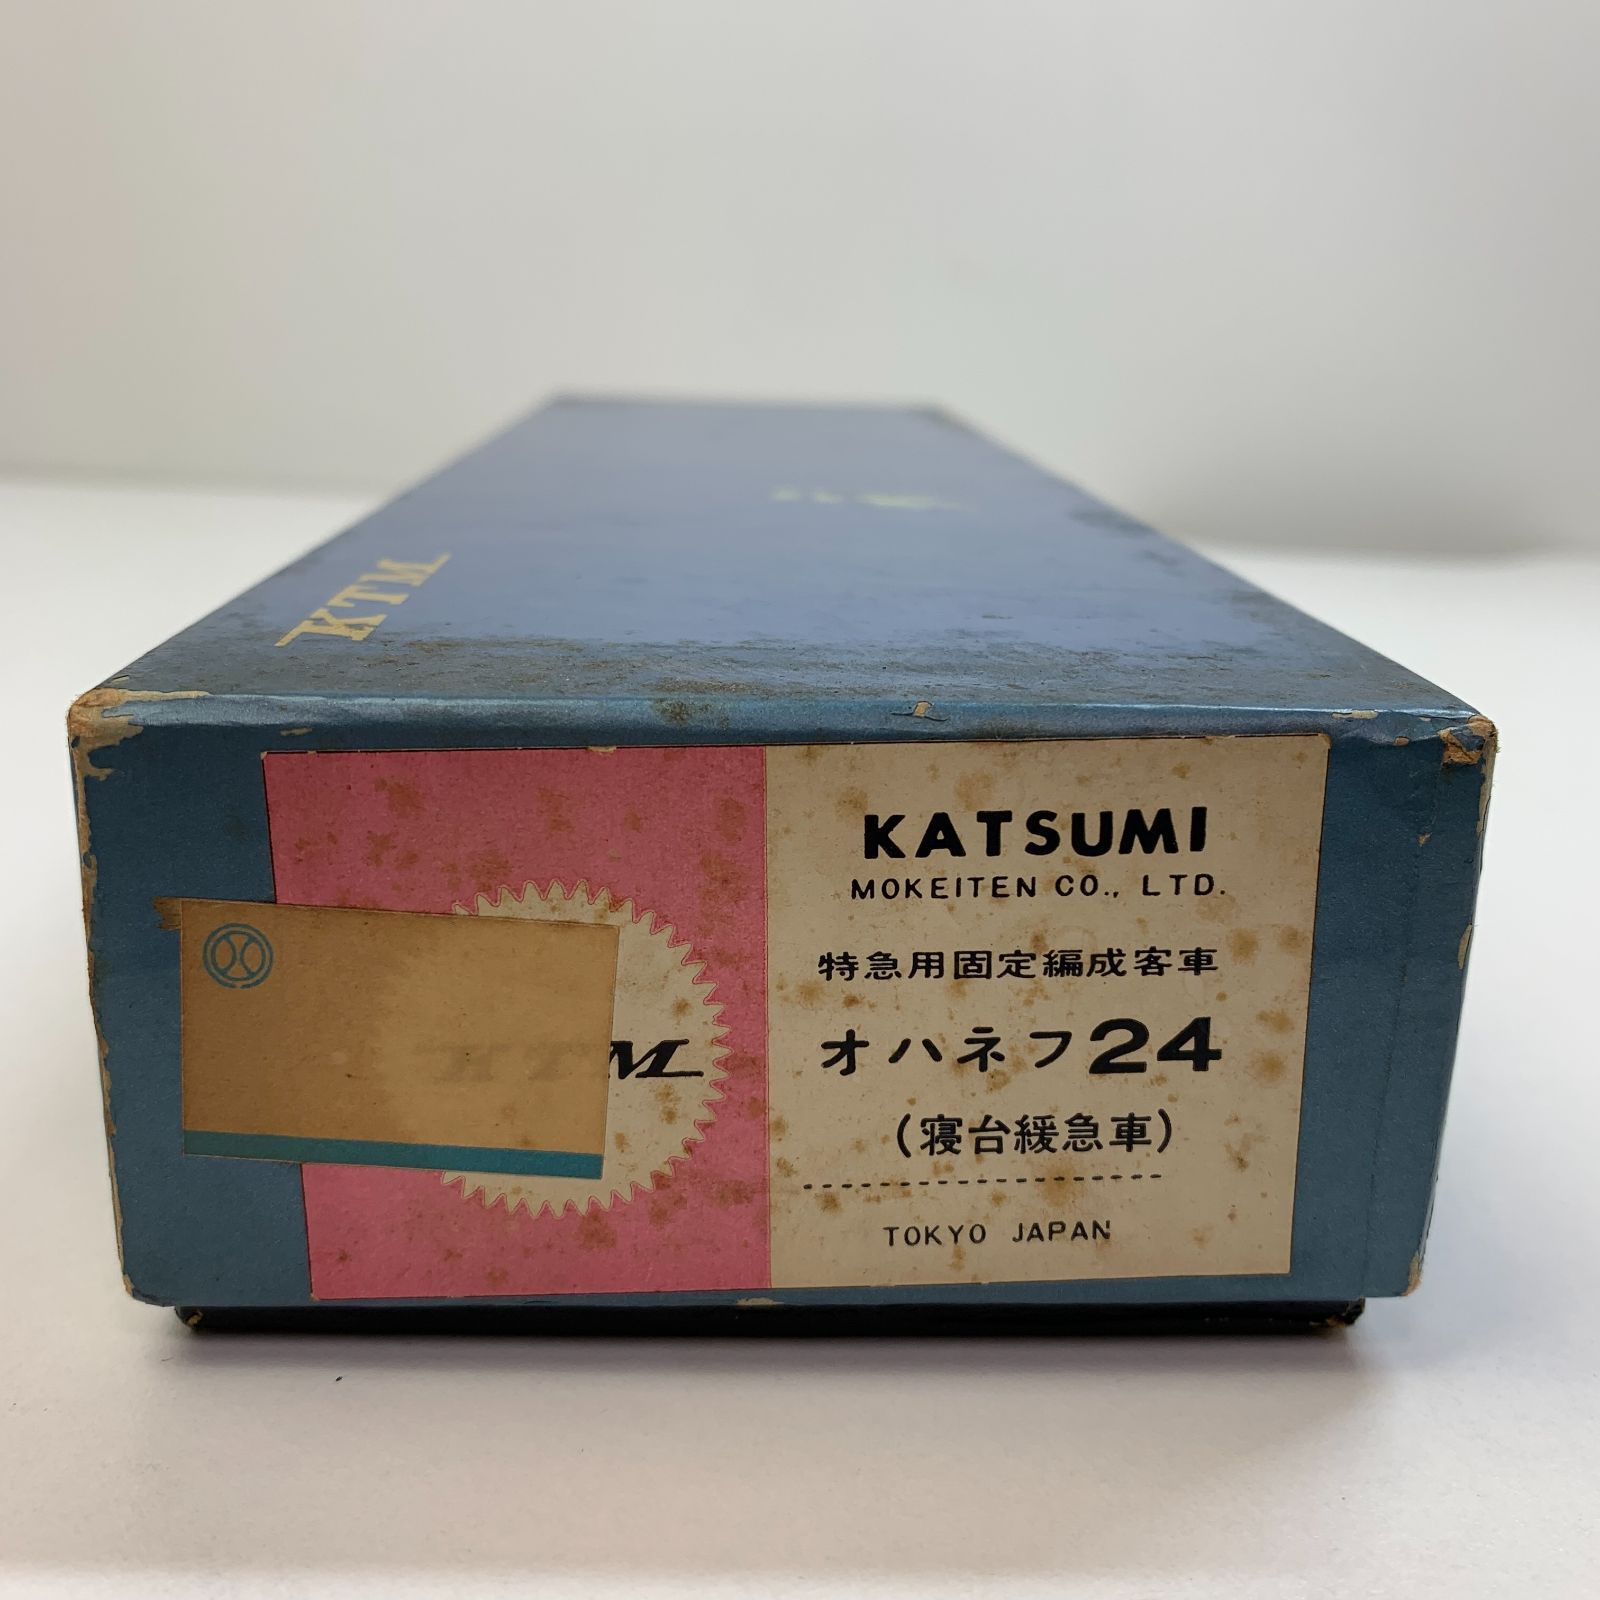 KTM
KTM
KATSUMI
MOKEITEN CO., LTD.
特急用固定編成客車
オハネフ24
(寝台緩急車)
TOKYO JAPAN